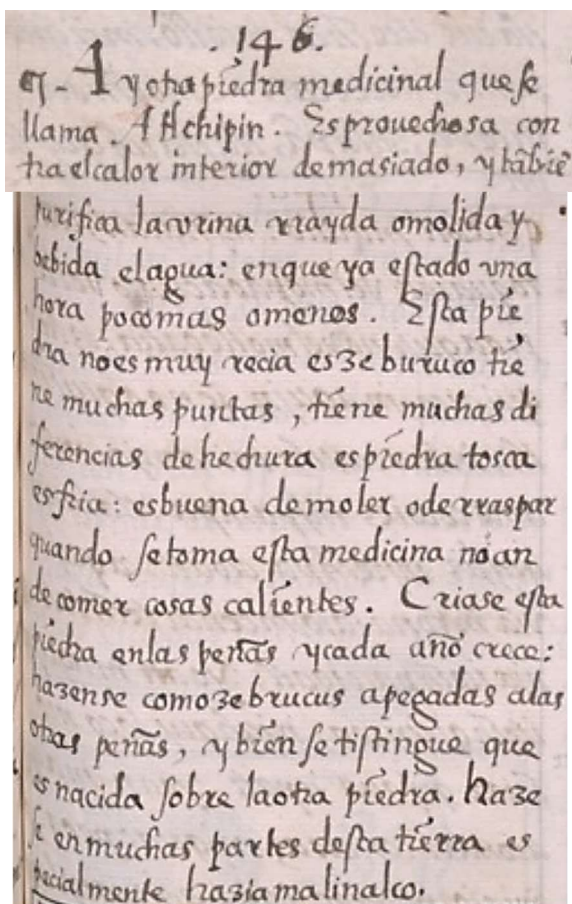 . 146.
¶ - Ay otra piedra medicinal que se
llama. Atlchipin. Es prouechosa con
tra el calor interior demasiado, y tābiē
purifica la vrina rrayda o molida y
bebida el agua: en que ya estado vna
hora poco mas o menos. Esta pie
dra no es muy recia es zeburuco tie
ne muchas puntas, tiene muchas di
ferencias de hechura es piedra tosca
es fria: es buena de moler o de rraspar
quando se toma esta medicina no an
de comer cosas calientes. Criase esta
piedra en las peñas y cada año crece:
hazense como zebrucus apegadas alas
otras peñas, y bien se tistingue que
es nacida sobre la otra piedra. haze
se en muchas partes desta tierra es
pecialmente hazia malinalco.